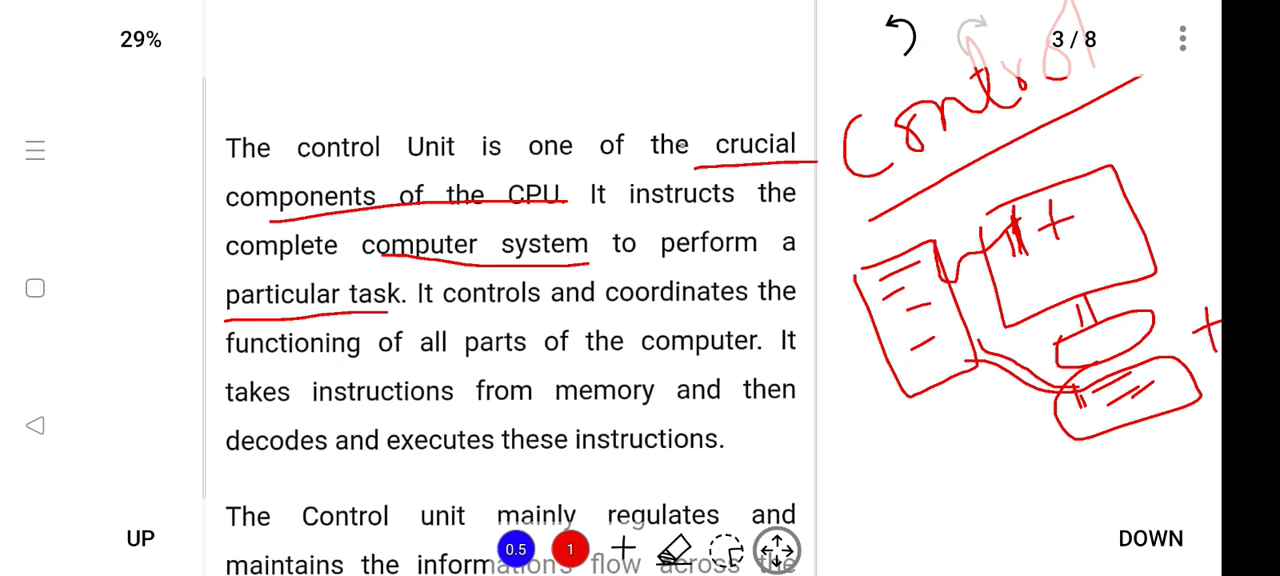 29%
3 / 8
Control
The control Unit is one of the crucial
components of the CPU. It instructs the
complete computer system to perform a
particular task. It controls and coordinates the
functioning of all parts of the computer. It
takes instructions from memory and then
decodes and executes these instructions.
The Control unit mainly regulates and
maintains the informations flow across the
0.5
1
UP
DOWN